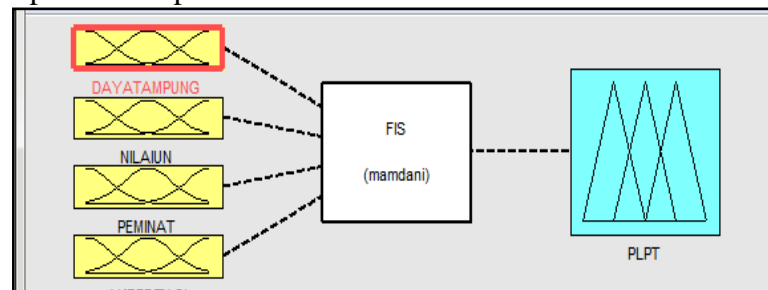 DAYATAMPUNG
NILAIUN
PEMINAT
FIS
(mamdani)
PLPT